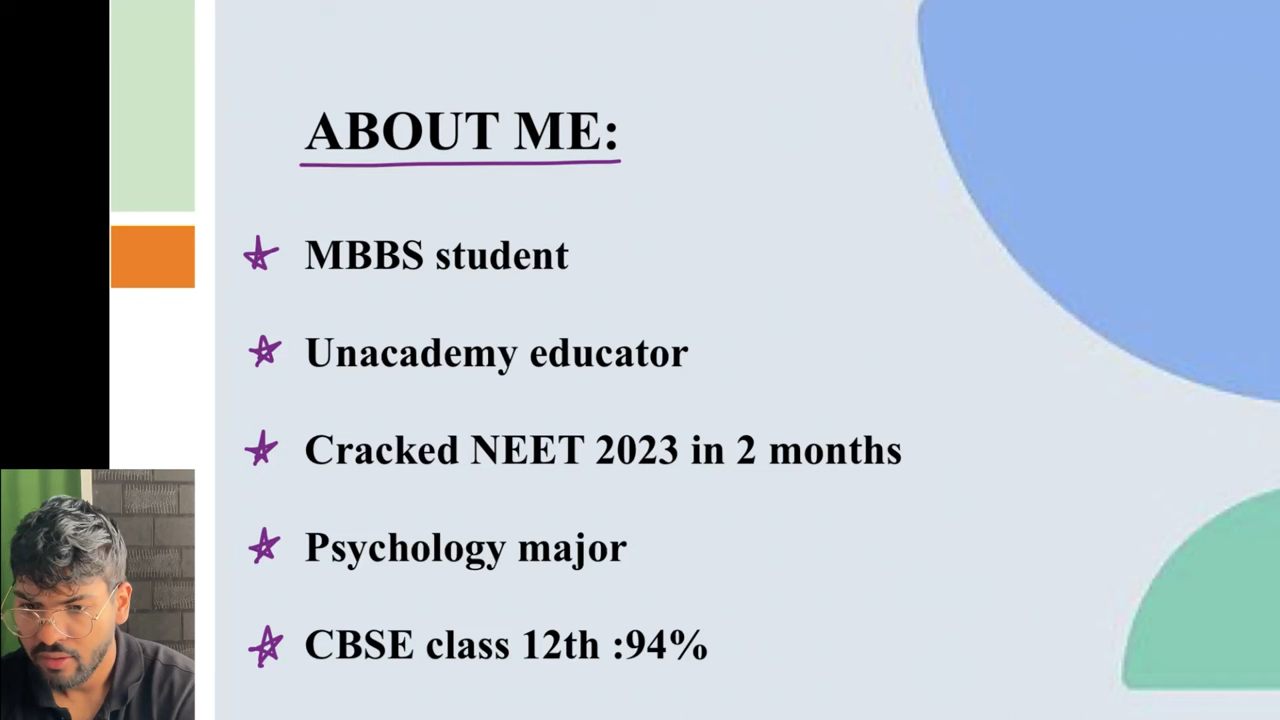 ABOUT ME:
MBBS student
Unacademy educator
Cracked NEET 2023 in 2 months
Psychology major
CBSE class 12th :94%